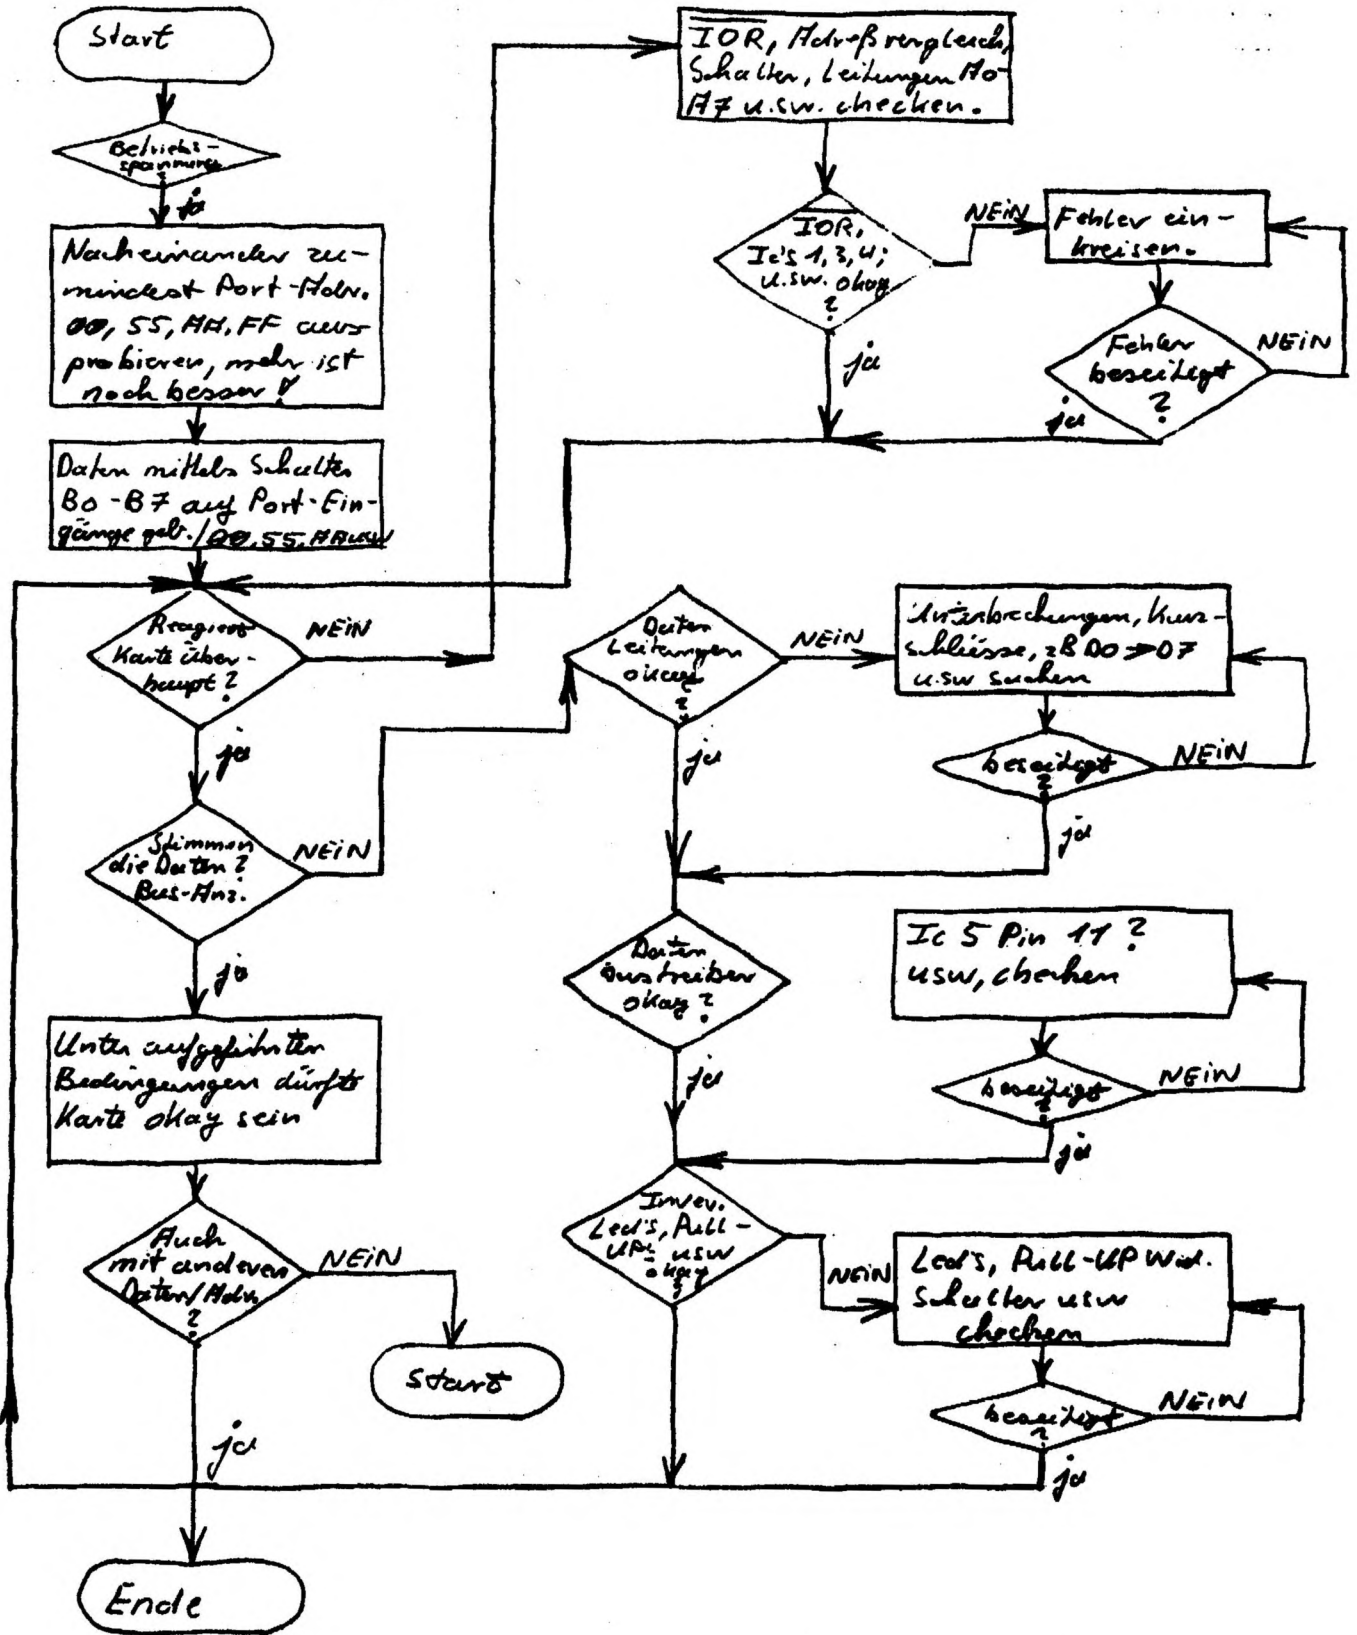 Start
Betriebs-
spannung
ja
Nacheinander zu-
mindest Port-Adr.
00, 55, AA, FF aus
probieren, mehr ist
noch besser!
Daten mittels Schalter
B0-B7 auf Port-Ein-
gänge geb./00,55,AAusw
Reagiert
Karte über-
haupt?
NEiN
ja
Stimmen
die Daten?
Bus-Anz.
NEiN
ja
Unter aufgeführten
Bedingungen dürfte
Karte okay sein
Auch
mit anderen
Daten/Adr.
?
NEiN
Start
ja
Ende
IOR, Adreßvergleich,
Schalter, Leitungen A0-
A7 u.sw. checken.
IOR,
Ic's 1,3,4;
u.sw. okay
?
NEiN
ja
Fehler ein-
kreisen.
Fehler
beseitigt
?
NEiN
ja
Daten
Leitungen
okay
?
NEiN
ja
Unterbrechungen, Kurz-
schlüsse, zB D0➔D7
usw suchen
beseitigt
?
NEiN
ja
Daten
Bustreiber
okay?
ja
Ic 5 Pin 11?
usw, checken
beseitigt
?
NEiN
ja
Inver.
Led's, Pull-
UPs usw
okay
?
NEiN
Led's, Pull-UP Wid.
Schalter usw
checken
beseitigt
?
NEiN
ja